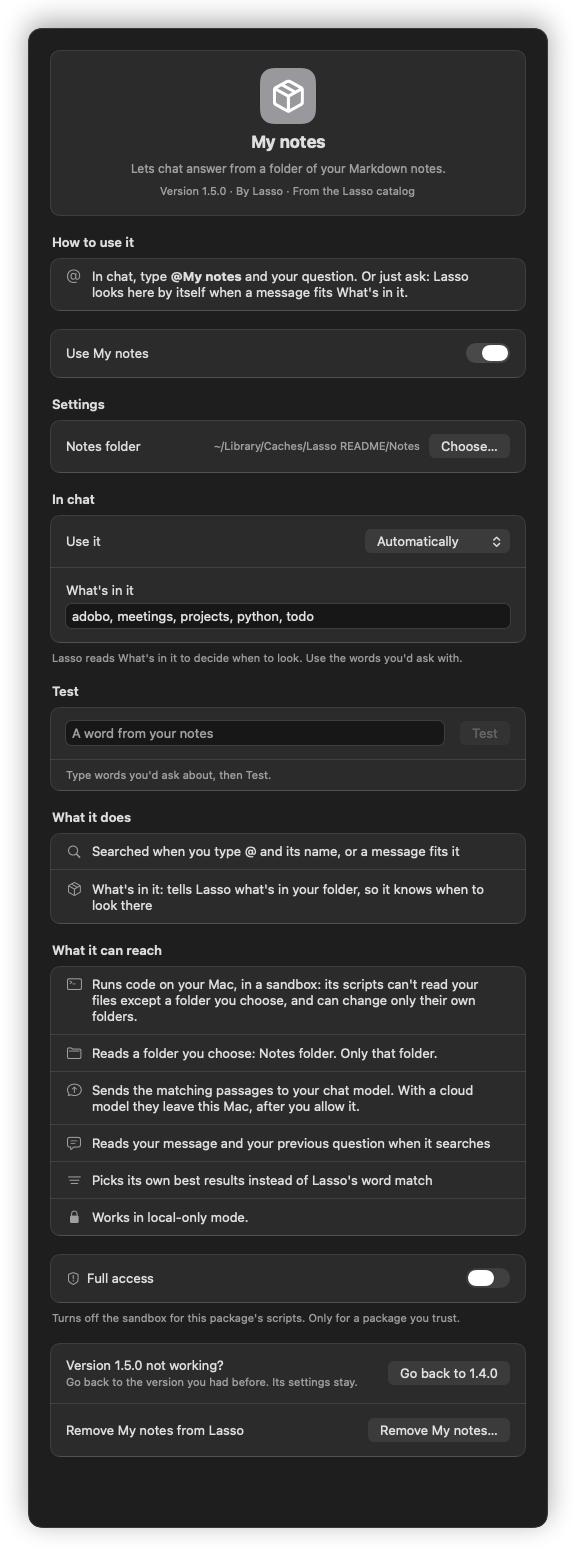 My notes
Lets chat answer from a folder of your Markdown notes.
Version 1.5.0 · By Lasso · From the Lasso catalog
How to use it
@ In chat, type @My notes and your question. Or just ask: Lasso
looks here by itself when a message fits What's in it.
Use My notes
Settings
Notes folder ~/Library/Caches/Lasso README/Notes Choose...
In chat
Use it Automatically
What's in it
adobo, meetings, projects, python, todo
Lasso reads What's in it to decide when to look. Use the words you'd ask with.
Test
A word from your notes Test
Type words you'd ask about, then Test.
What it does
Searched when you type @ and its name, or a message fits it
What's in it: tells Lasso what's in your folder, so it knows when to
look there
What it can reach
Runs code on your Mac, in a sandbox: its scripts can't read your
files except a folder you choose, and can change only their own
folders.
Reads a folder you choose: Notes folder. Only that folder.
Sends the matching passages to your chat model. With a cloud
model they leave this Mac, after you allow it.
Reads your message and your previous question when it searches
Picks its own best results instead of Lasso's word match
Works in local-only mode.
Full access
Turns off the sandbox for this package's scripts. Only for a package you trust.
Version 1.5.0 not working?
Go back to the version you had before. Its settings stay.
Go back to 1.4.0
Remove My notes from Lasso Remove My notes...